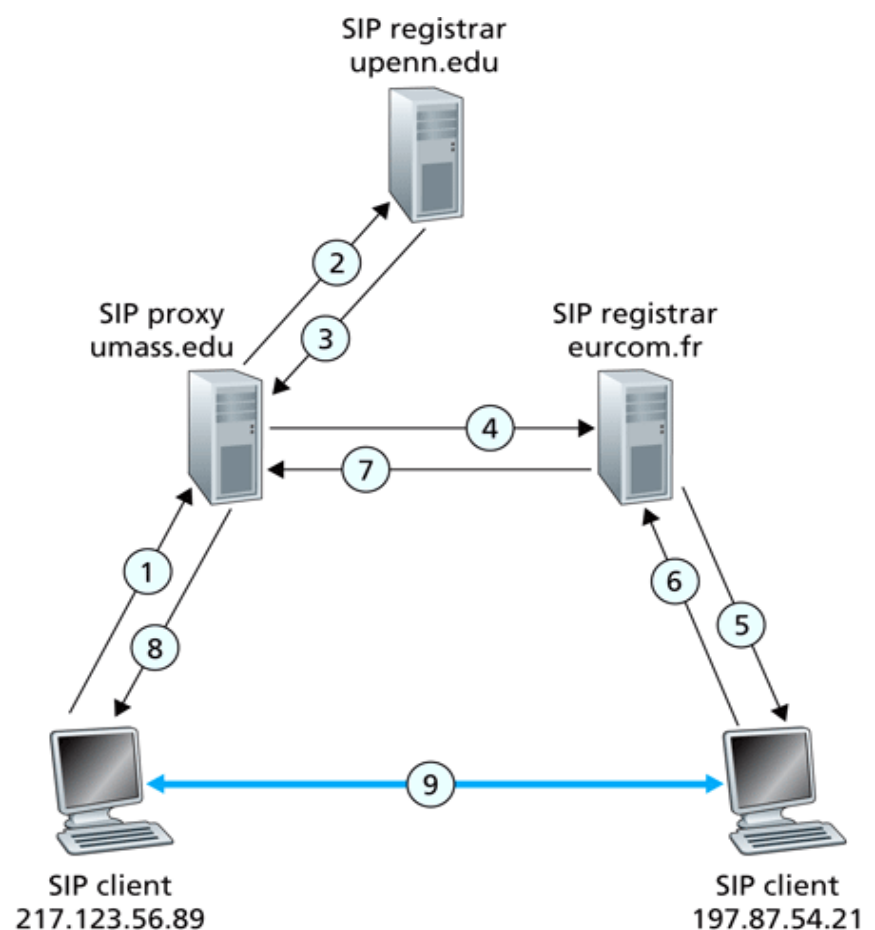 SIP registrar
upenn.edu
2
SIP proxy
umass.edu
3
SIP registrar
eurcom.fr
4
7
1
6
5
8
9
SIP client
217.123.56.89
SIP client
197.87.54.21